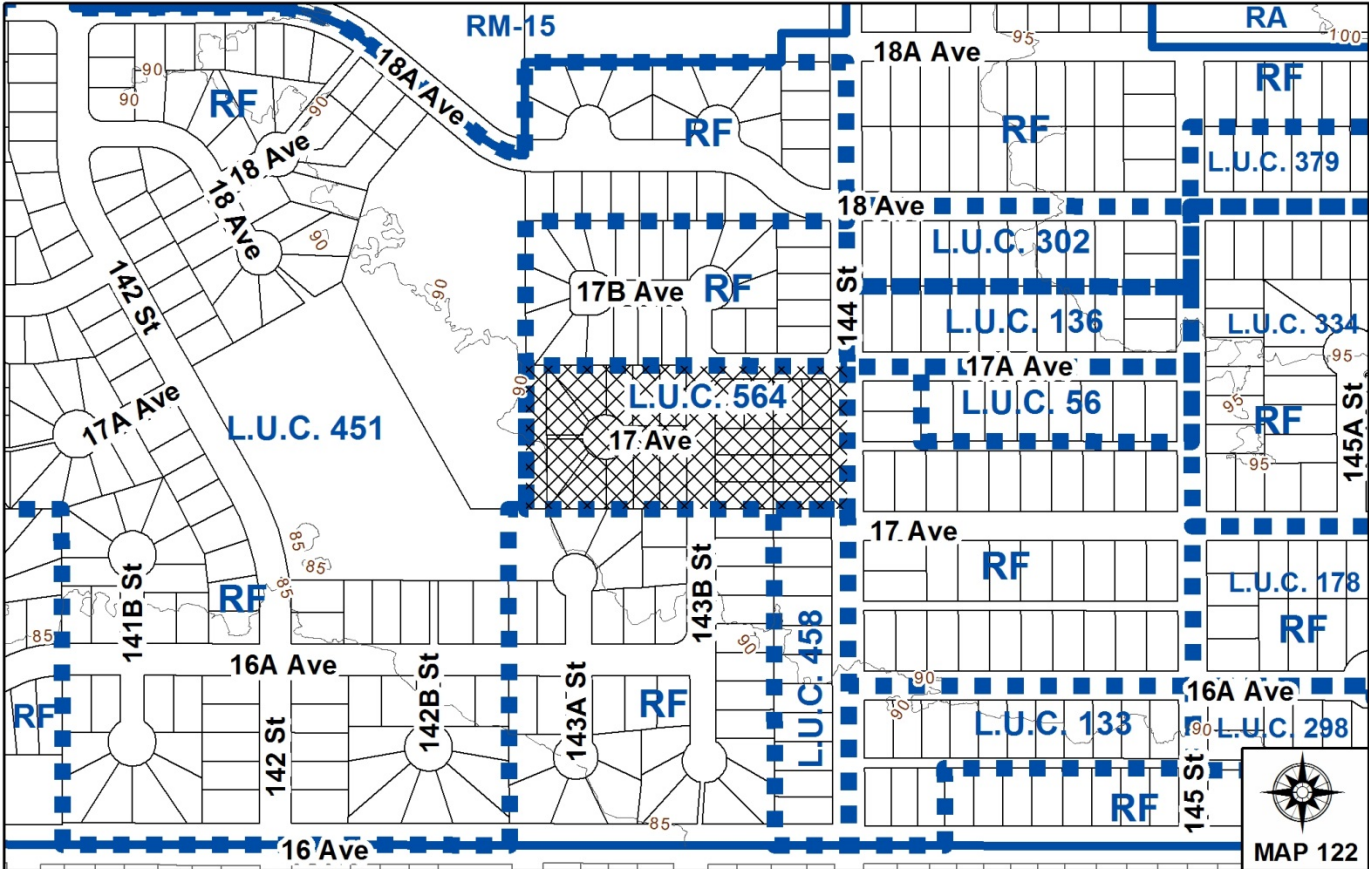 RM-15
RA
95
100
18A Ave
18A Ave
90
90
RF
90
RF
RF
RF
18 Ave
L.U.C. 379
18 Ave
18 Ave
90
L.U.C. 302
142 St
90
17B Ave
RF
144 St
L.U.C. 136
L.U.C. 334
95
17A Ave
90
17A Ave
L.U.C. 451
L.U.C. 564
L.U.C. 56
95
RF
17 Ave
145A St
95
85
85
17 Ave
RF
85
RF
L.U.C. 178
RF
85
141B St
143B St
90
L.U.C. 458
16A Ave
142B St
143A St
RF
RF
90
90
16A Ave
L.U.C. 133
90
L.U.C. 298
142 St
145 St
RF
85
16 Ave
MAP 122